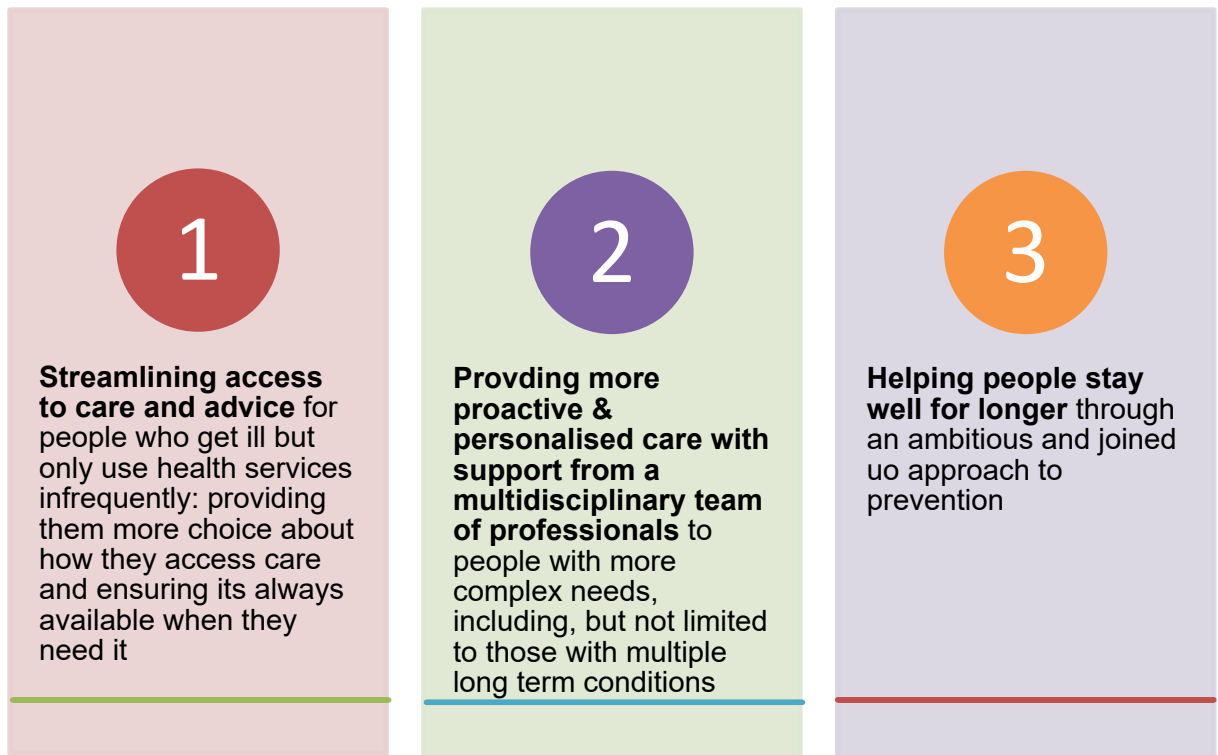 1
Streamlining access
to care and advice for
people who get ill but
only use health services
infrequently: providing
them more choice about
how they access care
and ensuring its always
available when they
need it
2
Provding more
proactive &
personalised care with
support from a
multidisciplinary team
of professionals to
people with more
complex needs,
including, but not limited
to those with multiple
long term conditions
3
Helping people stay
well for longer through
an ambitious and joined
uo approach to
prevention